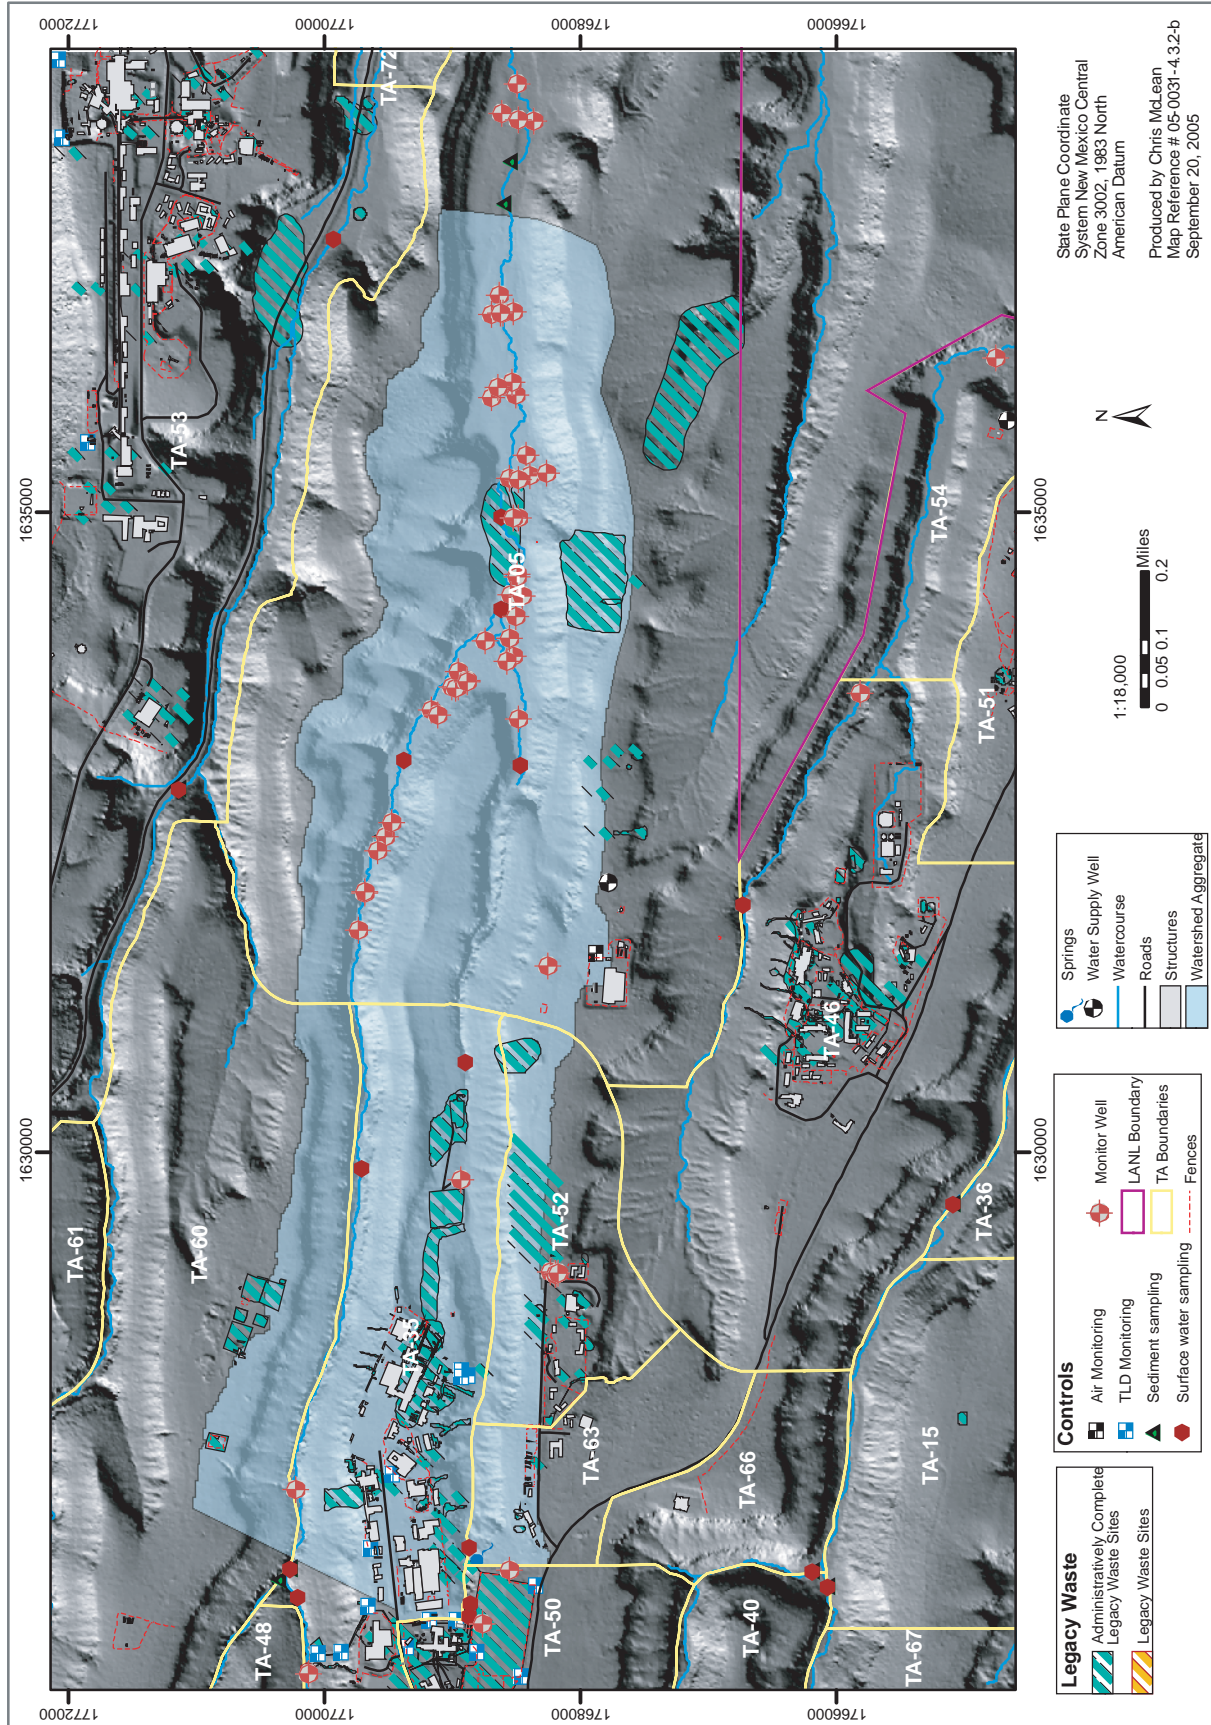 1630000
1635000
1772000
1770000
1768000
1766000
1772000
1770000
1768000
1766000
TA-61
TA-60
TA-53
TA-72
TA-48
TA-35
TA-05
TA-52
TA-50
TA-63
TA-66
TA-46
TA-54
TA-51
TA-40
TA-67
TA-15
TA-36
1630000
1635000
Legacy Waste
Administratively Complete
Legacy Waste Sites
Legacy Waste Sites
Controls
Air Monitoring
TLD Monitoring
Sediment sampling
Surface water sampling
Monitor Well
LANL Boundary
TA Boundaries
Fences
Springs
Water Supply Well
Watercourse
Roads
Structures
Watershed Aggregate
1:18,000
0 0.05 0.1 0.2
Miles
N
State Plane Coordinate
System New Mexico Central
Zone 3002, 1983 North
American Datum
Produced by Chris McLean
Map Reference # 05-0031-4.3.2-b
September 20, 2005